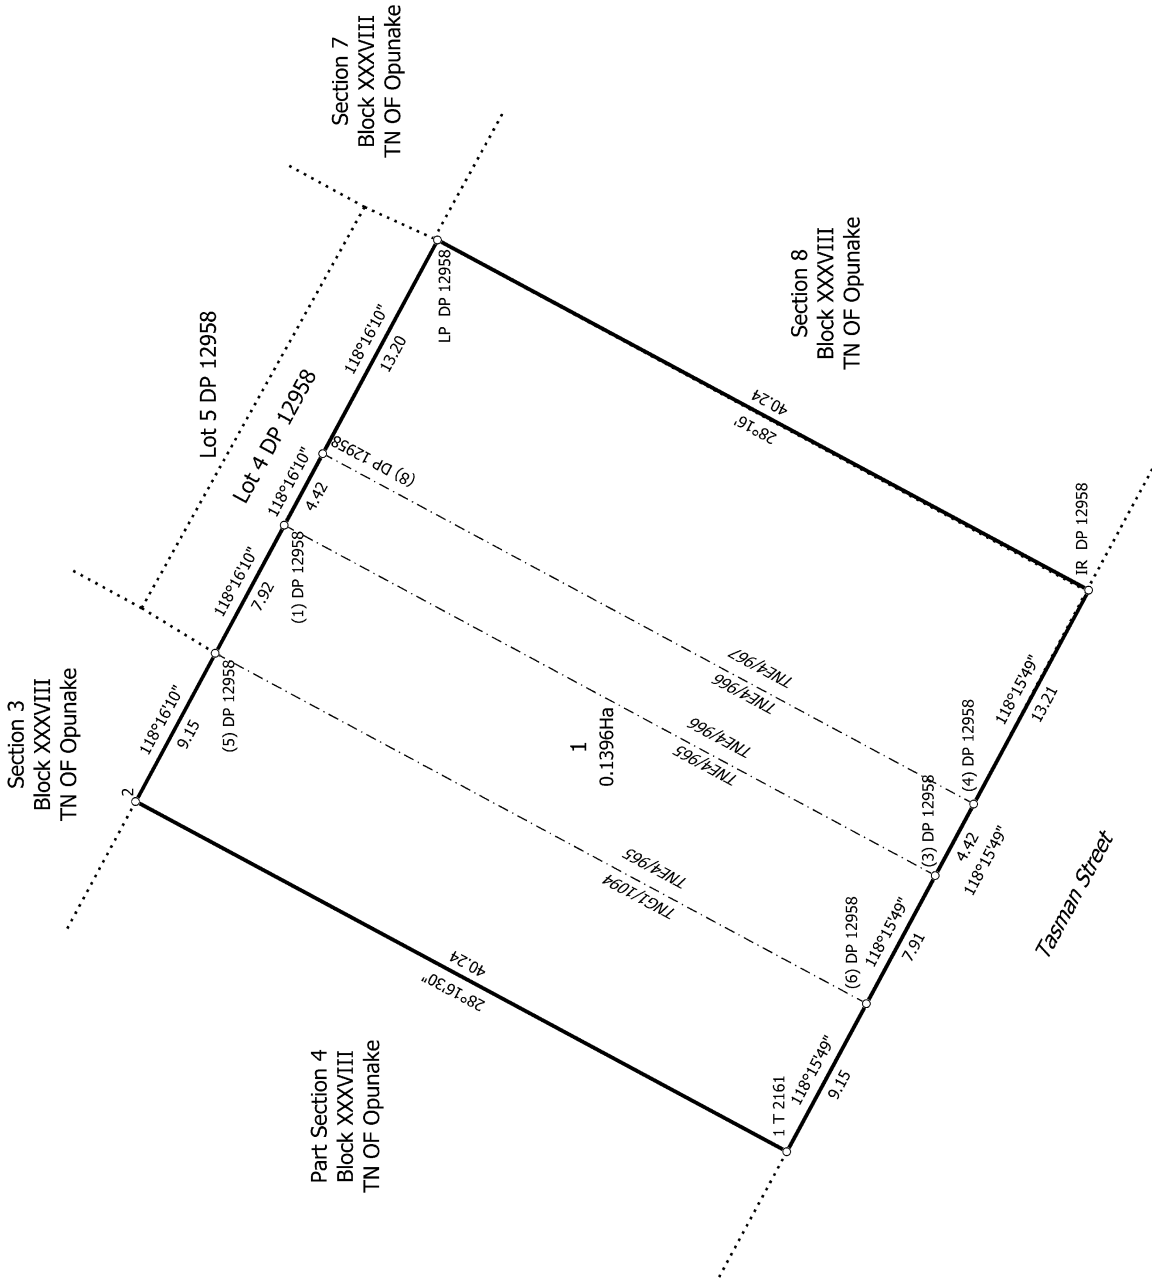 Section 3
Block XXXVIII
TN OF Opunake
Section 7
Block XXXVIII
TN OF Opunake
Lot 5 DP 12958
Lot 4 DP 12958
2
118°16'10"
9.15
(5) DP 12958
118°16'10"
7.92
(1) DP 12958
118°16'10"
4.42
(8) DP 12958
118°16'10"
13.20
LP DP 12958
Section 8
Block XXXVIII
TN OF Opunake
40.24
28°16'
TNE4/967
TNE4/966
TNE4/966
TNE4/965
1
0.1396Ha
TNE4/965
TNG1/1094
40.24
28°16'30"
Part Section 4
Block XXXVIII
TN OF Opunake
1 T 2161
118°15'49"
9.15
(6) DP 12958
118°15'49"
7.91
(3) DP 12958
4.42
118°15'49"
(4) DP 12958
118°15'49"
13.21
IR DP 12958
Tasman Street